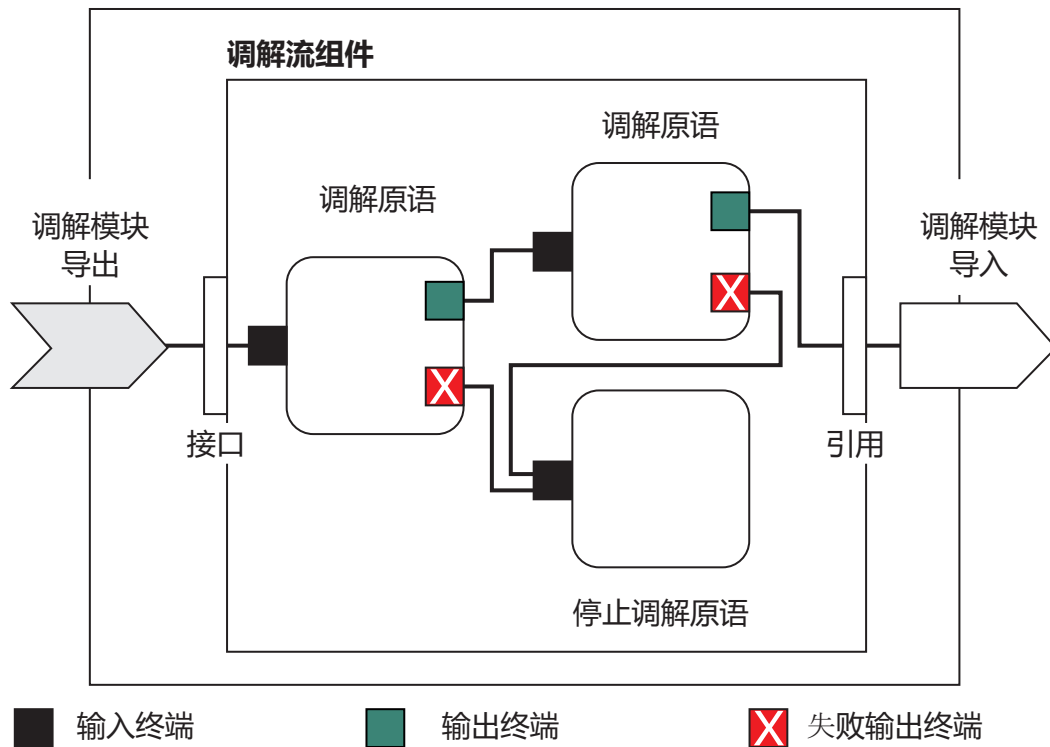 调解流组件
调解原语
调解原语
调解模块
导出
调解模块
导入
接口
引用
停止调解原语
输入终端
输出终端
失败输出终端